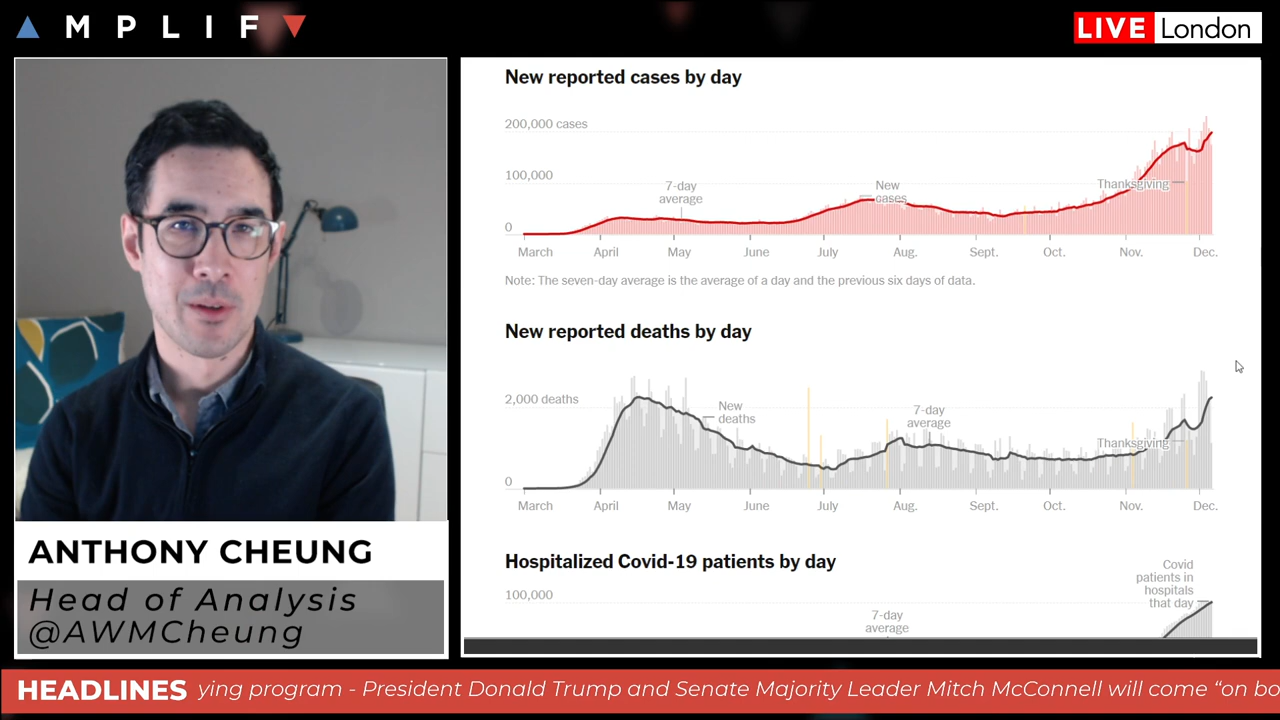 AMPLIFY
LIVE London
New reported cases by day
200,000 cases
100,000
0
7-day
average
New
cases
Thanksgiving
March April May June July Aug. Sept. Oct. Nov. Dec.
Note: The seven-day average is the average of a day and the previous six days of data.
New reported deaths by day
2,000 deaths
0
New
deaths
7-day
average
Thanksgiving
March April May June July Aug. Sept. Oct. Nov. Dec.
Hospitalized Covid-19 patients by day
100,000
7-day
average
Covid
patients in
hospitals
that day
ANTHONY CHEUNG
Head of Analysis
@AWMCheung
HEADLINES ying program - President Donald Trump and Senate Majority Leader Mitch McConnell will come “on bo